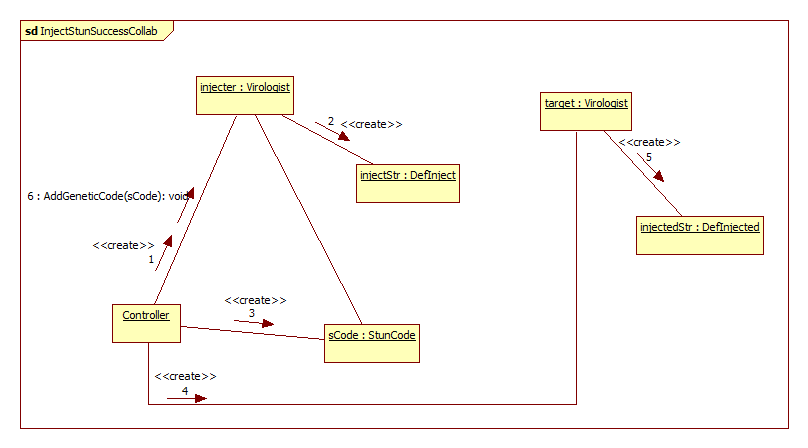 sd InjectStunSuccessCollab
injecter : Virologist
target : Virologist
2
<<create>>
<<create>>
5
injectStr : DefInject
6 : AddGeneticCode(sCode): void
injectedStr : DefInjected
<<create>>
1
<<create>>
3
Controller
sCode : StunCode
<<create>>
4